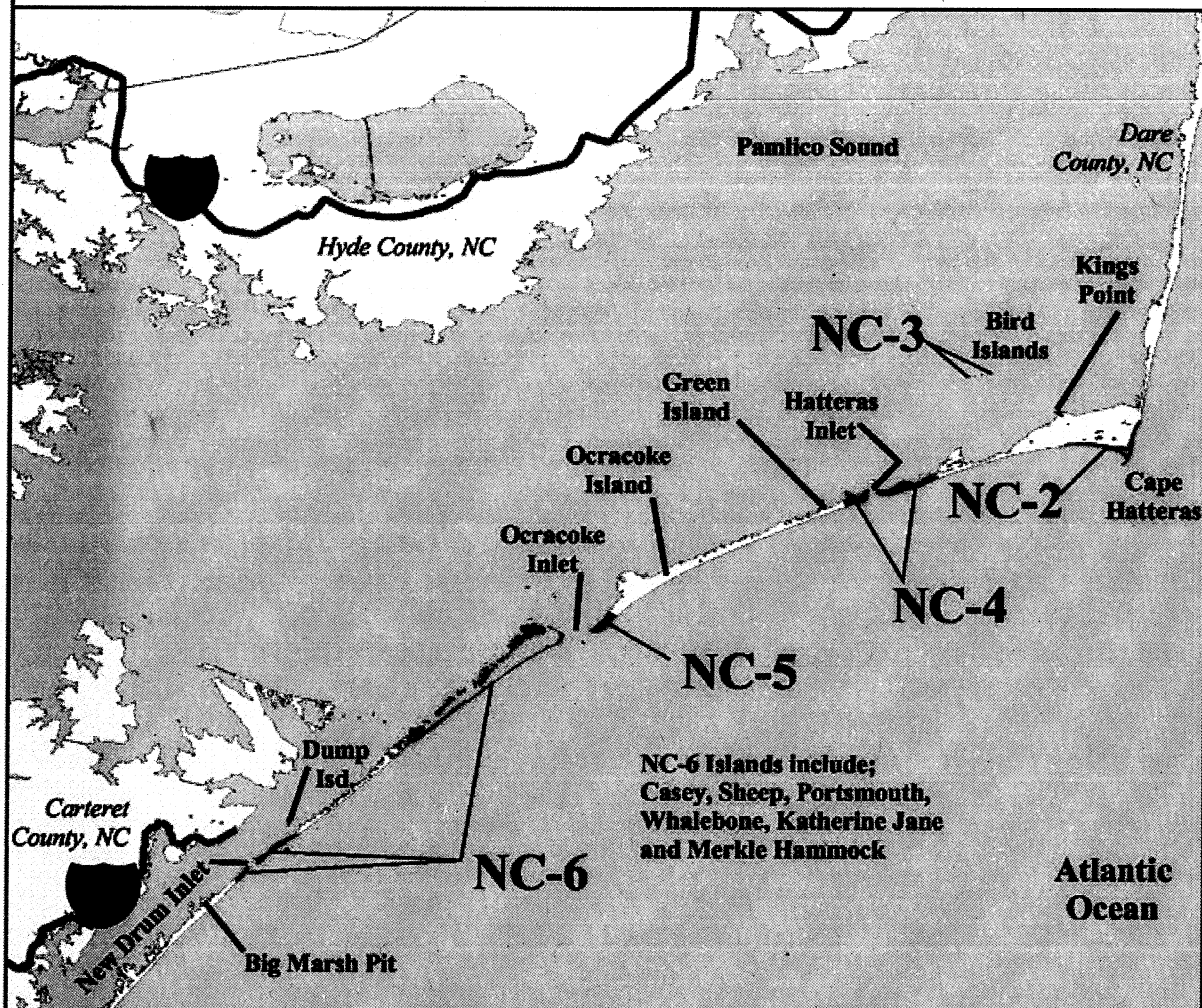 Pamlico Sound
Dare
County, NC
Hyde County, NC
Kings
Point
NC-3
Bird
Islands
Green
Island
Hatteras
Inlet
Ocracoke
Island
NC-2
Cape
Hatteras
Ocracoke
Inlet
NC-4
NC-5
Dump
Isd.
NC-6 Islands include;
Casey, Sheep, Portsmouth,
Whalebone, Katherine Jane
and Merkle Hammock
Carteret
County, NC
NC-6
Atlantic
Ocean
New Drum Inlet
Big Marsh Pit